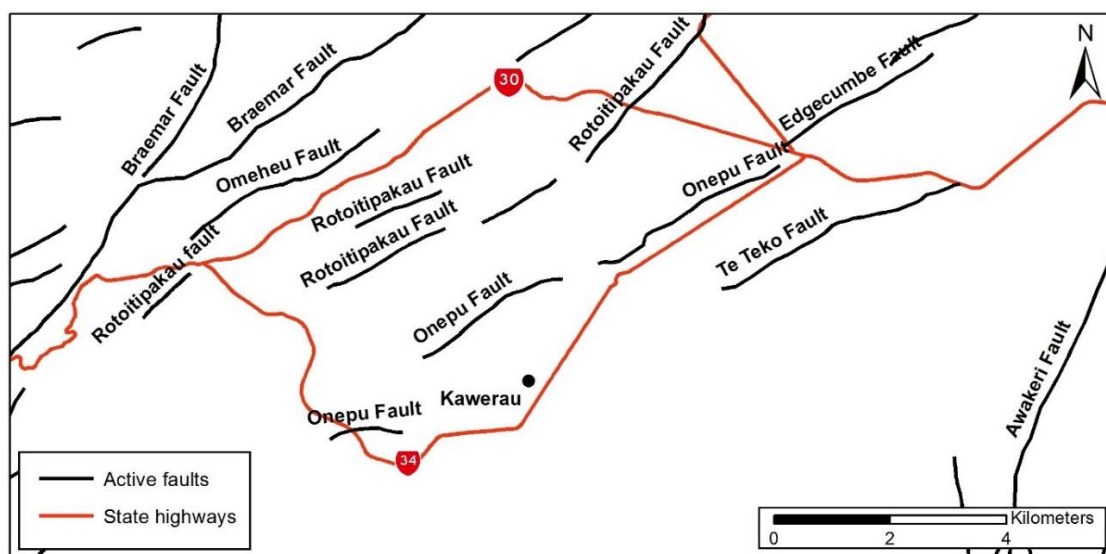 N
30
Braemar Fault
Braemar Fault
Rotoitipakau Fault
Edgecumbe Fault
Omeheu Fault
Onepu Fault
Rotoitipakau Fault
Rotoitipakau Fault
Te Teko Fault
Rotoitipakau fault
Onepu Fault
Awakeri Fault
Kawerau
Onepu Fault
34
Active faults
State highways
Kilometers
0
2
4